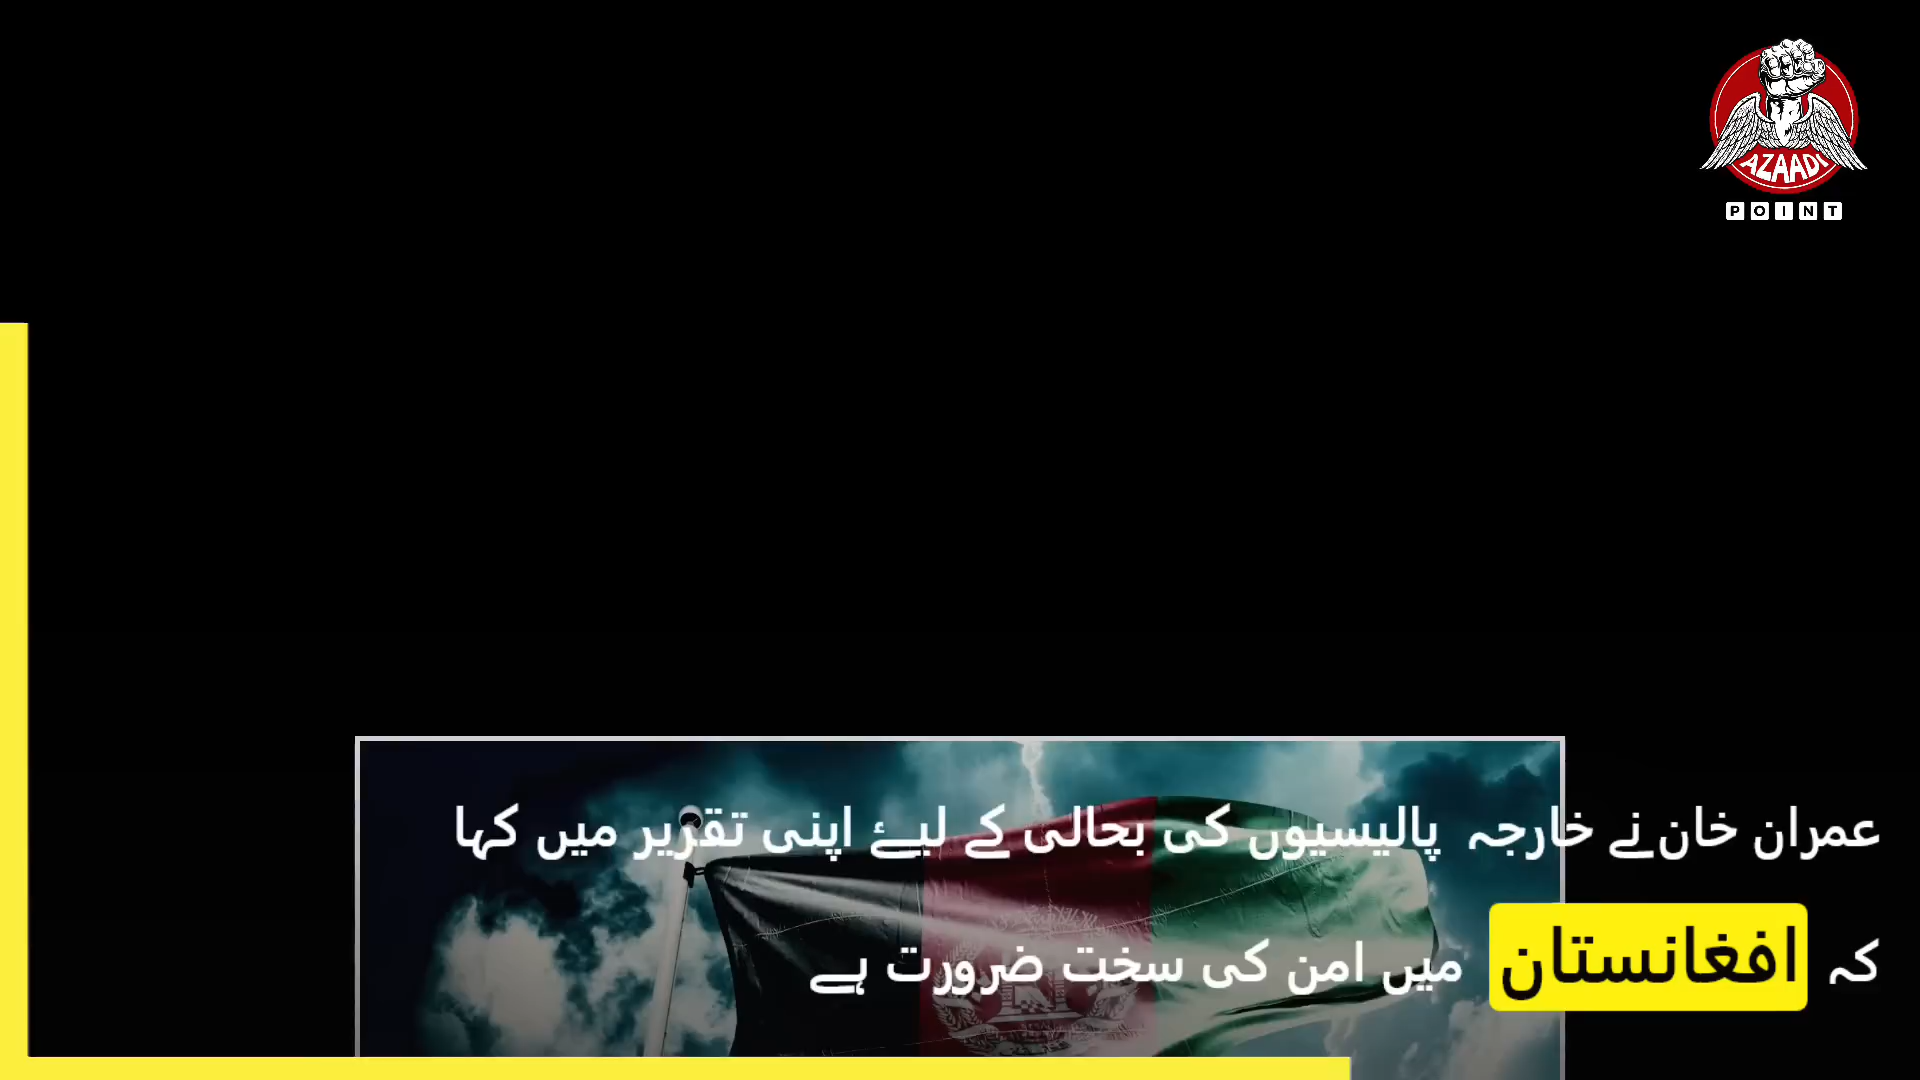 AZAADI
POINT
عمران خان نے خارجہ پالیسیوں کی بحالی کے لیۓ اپنی تقریر میں کہا
کہ افغانستان میں امن کی سخت ضرورت ہے